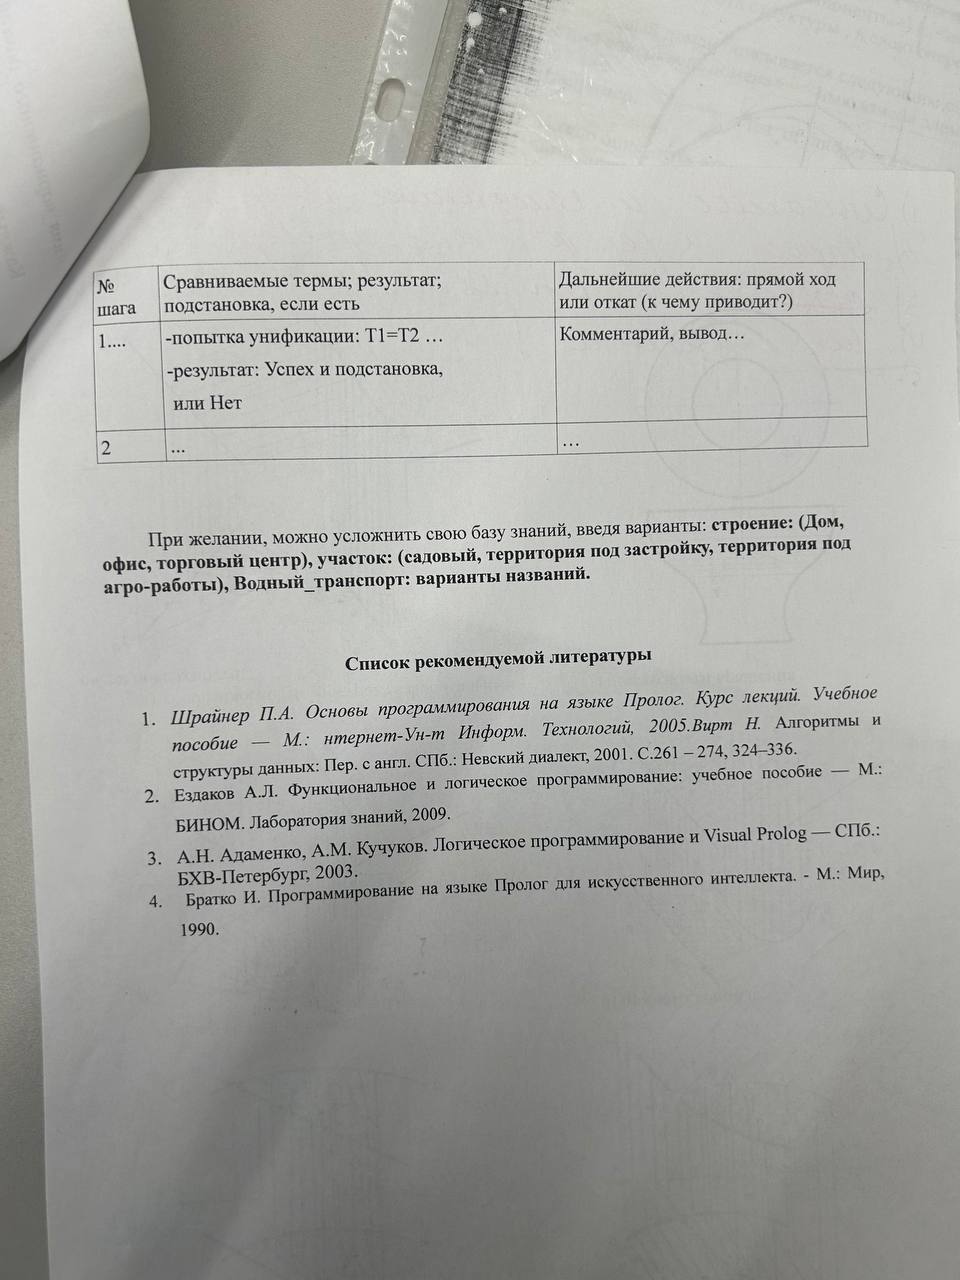 № шага
Сравниваемые термы; результат;
подстановка, если есть
Дальнейшие действия: прямой ход
или откат (к чему приводит?)
1....
-попытка унификации: T1=T2 …
-результат: Успех и подстановка,
или Нет
Комментарий, вывод…
2
...
…
При желании, можно усложнить свою базу знаний, введя варианты: строение: (Дом,
офис, торговый центр), участок: (садовый, территория под застройку, территория под
агро-работы), Водный_транспорт: варианты названий.
Список рекомендуемой литературы
1. Шрайнер П.А. Основы программирования на языке Пролог. Курс лекций. Учебное
пособие — М.: нтернет-Ун-т Информ. Технологий, 2005.Вирт Н. Алгоритмы и
структуры данных: Пер. с англ. СПб.: Невский диалект, 2001. С.261 – 274, 324–336.
2. Ездаков А.Л. Функциональное и логическое программирование: учебное пособие — М.:
БИНОМ. Лаборатория знаний, 2009.
3. А.Н. Адаменко, А.М. Кучуков. Логическое программирование и Visual Prolog — СПб.:
БХВ-Петербург, 2003.
4. Братко И. Программирование на языке Пролог для искусственного интеллекта. - М.: Мир,
1990.